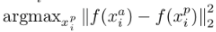 argmax_{x_i^p} ‖f(x_i^a) − f(x_i^p)‖_2^2